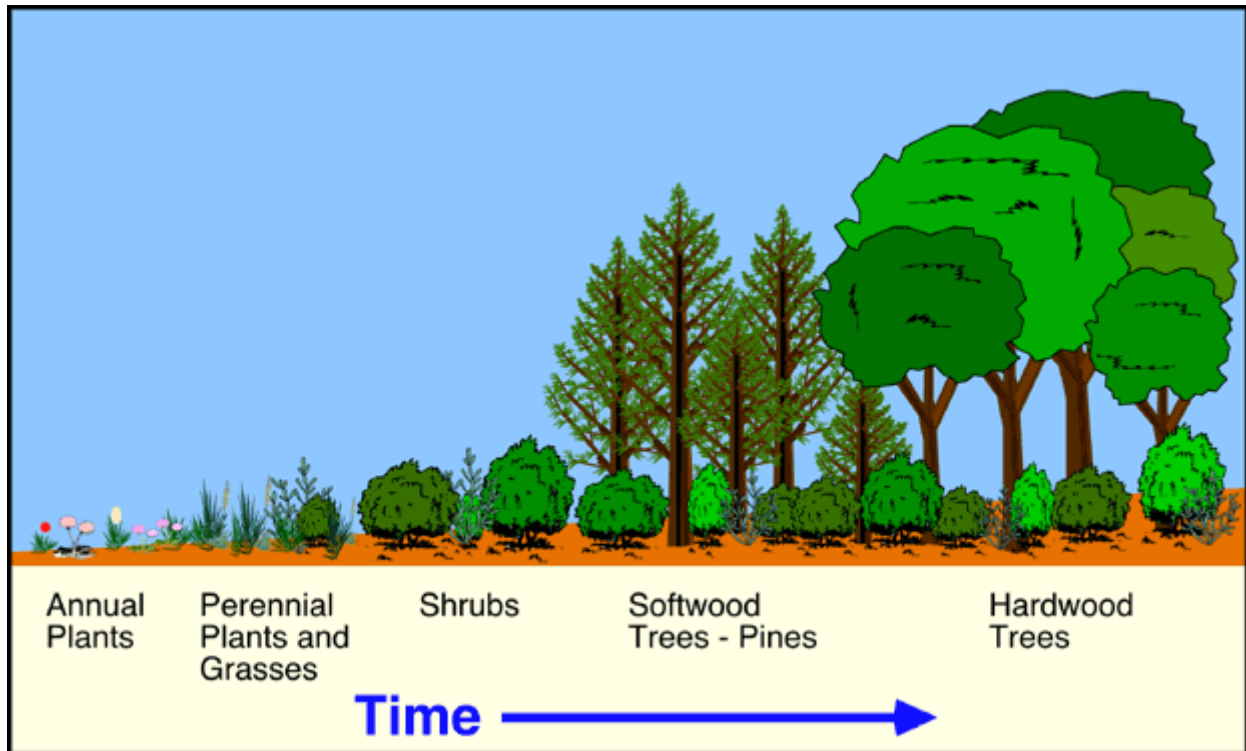 Annual
Plants
Perennial
Plants and
Grasses
Shrubs
Softwood
Trees - Pines
Hardwood
Trees
Time